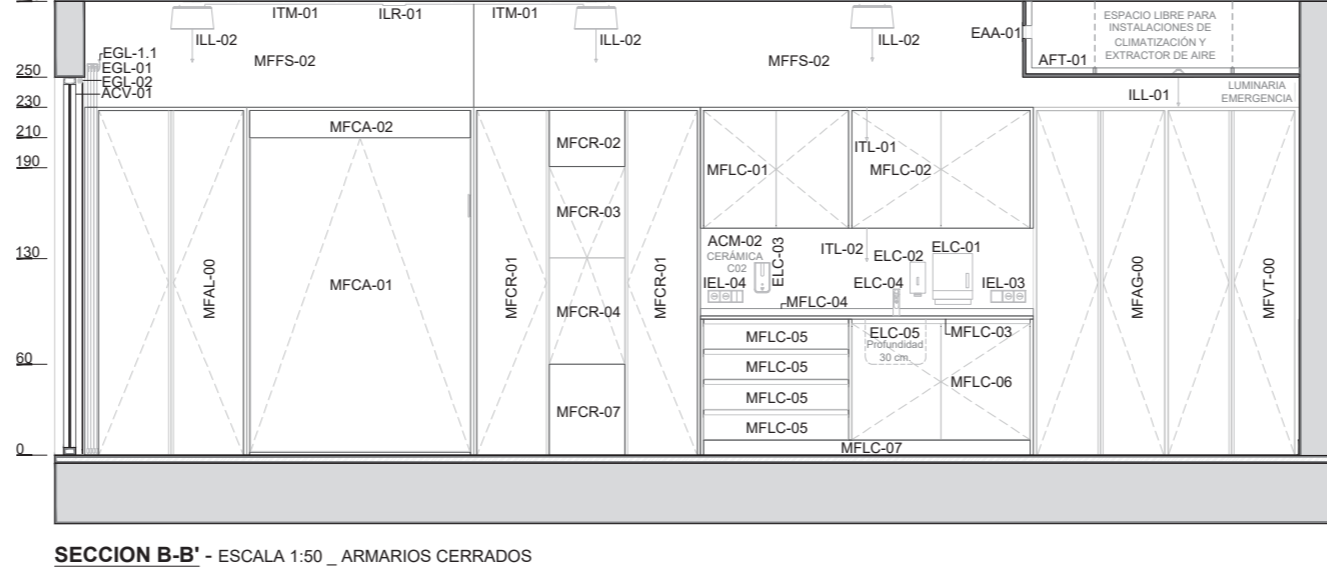 ITM-01
ILR-01
ITM-01
ILL-02
MFFS-02
ILL-02
MFFS-02
ILL-02
EAA-01
ESPACIO LIBRE PARA
INSTALACIONES DE
CLIMATIZACIÓN Y
EXTRACTOR DE AIRE
AFT-01
ILL-01
LUMINARIA
EMERGENCIA
EGL-1.1
EGL-01
EGL-02
ACV-01
250
230
210
190
130
60
0
MFAL-00
MFCA-02
MFCA-01
MFCR-01
MFCR-02
MFCR-03
MFCR-04
MFCR-07
MFCR-01
MFLC-01
ITL-01
MFLC-02
ACM-02
CERÁMICA
C02
ELC-03
ITL-02
ELC-02
ELC-01
IEL-04
ELC-04
IEL-03
MFLC-04
MFLC-05
MFLC-05
MFLC-05
MFLC-05
ELC-05
Profundidad
30 cm
MFLC-03
MFLC-06
MFLC-07
MFAG-00
MFVT-00
SECCION B-B' - ESCALA 1:50 _ ARMARIOS CERRADOS